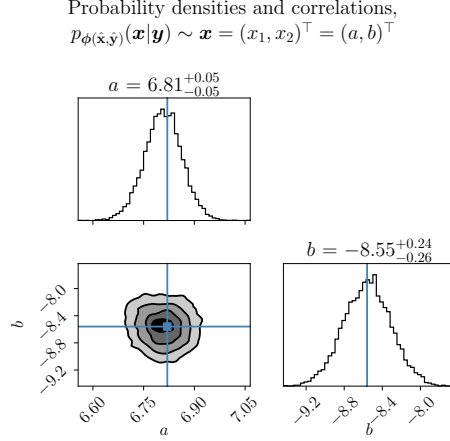 Probability densities and correlations,
p_{ϕ(x̂,ŷ)}(x|y) ∼ x = (x₁, x₂)^⊤ = (a, b)^⊤
a = 6.81^{+0.05}_{−0.05}
b = −8.55^{+0.24}_{−0.26}
b
−8.0
−8.4
−8.8
−9.2
6.60
6.75
6.90
7.05
a
−9.2
−8.8
−8.4
−8.0
b